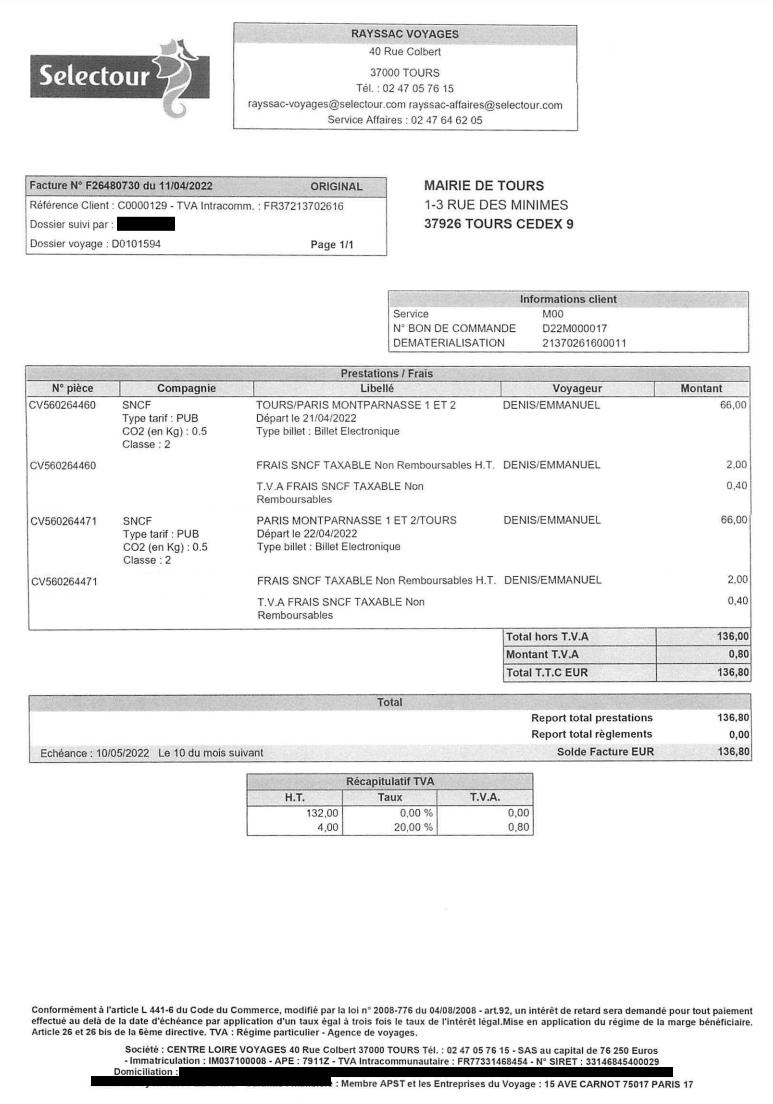 Selectour
RAYSSAC VOYAGES
40 Rue Colbert
37000 TOURS
Tél. : 02 47 05 76 15
rayssac-voyages@selectour.com rayssac-affaires@selectour.com
Service Affaires : 02 47 64 62 05
Facture N° F26480730 du 11/04/2022 ORIGINAL
Référence Client : C0000129 - TVA Intracomm. : FR37213702616
Dossier suivi par :
Dossier voyage : D0101594 Page 1/1
MAIRIE DE TOURS
1-3 RUE DES MINIMES
37926 TOURS CEDEX 9
Informations client
Service M00
N° BON DE COMMANDE D22M000017
DEMATERIALISATION 21370261600011
Prestations / Frais
N° pièce Compagnie Libellé Voyageur Montant
CV560264460 SNCF TOURS/PARIS MONTPARNASSE 1 ET 2 DENIS/EMMANUEL 66,00
Type tarif : PUB Départ le 21/04/2022
CO2 (en Kg) : 0.5 Type billet : Billet Electronique
Classe : 2
CV560264460 FRAIS SNCF TAXABLE Non Remboursables H.T. DENIS/EMMANUEL 2,00
T.V.A FRAIS SNCF TAXABLE Non 0,40
Remboursables
CV560264471 SNCF PARIS MONTPARNASSE 1 ET 2/TOURS DENIS/EMMANUEL 66,00
Type tarif : PUB Départ le 22/04/2022
CO2 (en Kg) : 0.5 Type billet : Billet Electronique
Classe : 2
CV560264471 FRAIS SNCF TAXABLE Non Remboursables H.T. DENIS/EMMANUEL 2,00
T.V.A FRAIS SNCF TAXABLE Non 0,40
Remboursables
Total hors T.V.A 136,00
Montant T.V.A 0,80
Total T.T.C EUR 136,80
Total
Report total prestations 136,80
Report total règlements 0,00
Echéance : 10/05/2022 Le 10 du mois suivant Solde Facture EUR 136,80
Récapitulatif TVA
H.T. Taux T.V.A.
132,00 0,00 % 0,00
4,00 20,00 % 0,80
Conformément à l'article L 441-6 du Code du Commerce, modifié par la loi n° 2008-776 du 04/08/2008 - art.92, un intérêt de retard sera demandé pour tout paiement
effectué au delà de la date d'échéance par application d'un taux égal à trois fois le taux de l'intérêt légal.Mise en application du régime de la marge bénéficiaire.
Article 26 et 26 bis de la 6ème directive. TVA : Régime particulier - Agence de voyages.
Société : CENTRE LOIRE VOYAGES 40 Rue Colbert 37000 TOURS Tél. : 02 47 05 76 15 - SAS au capital de 76 250 Euros
- Immatriculation : IM037100008 - APE : 7911Z - TVA Intracommunautaire : FR77331468454 - N° SIRET : 33146845400029
Domiciliation :
: Membre APST et les Entreprises du Voyage : 15 AVE CARNOT 75017 PARIS 17